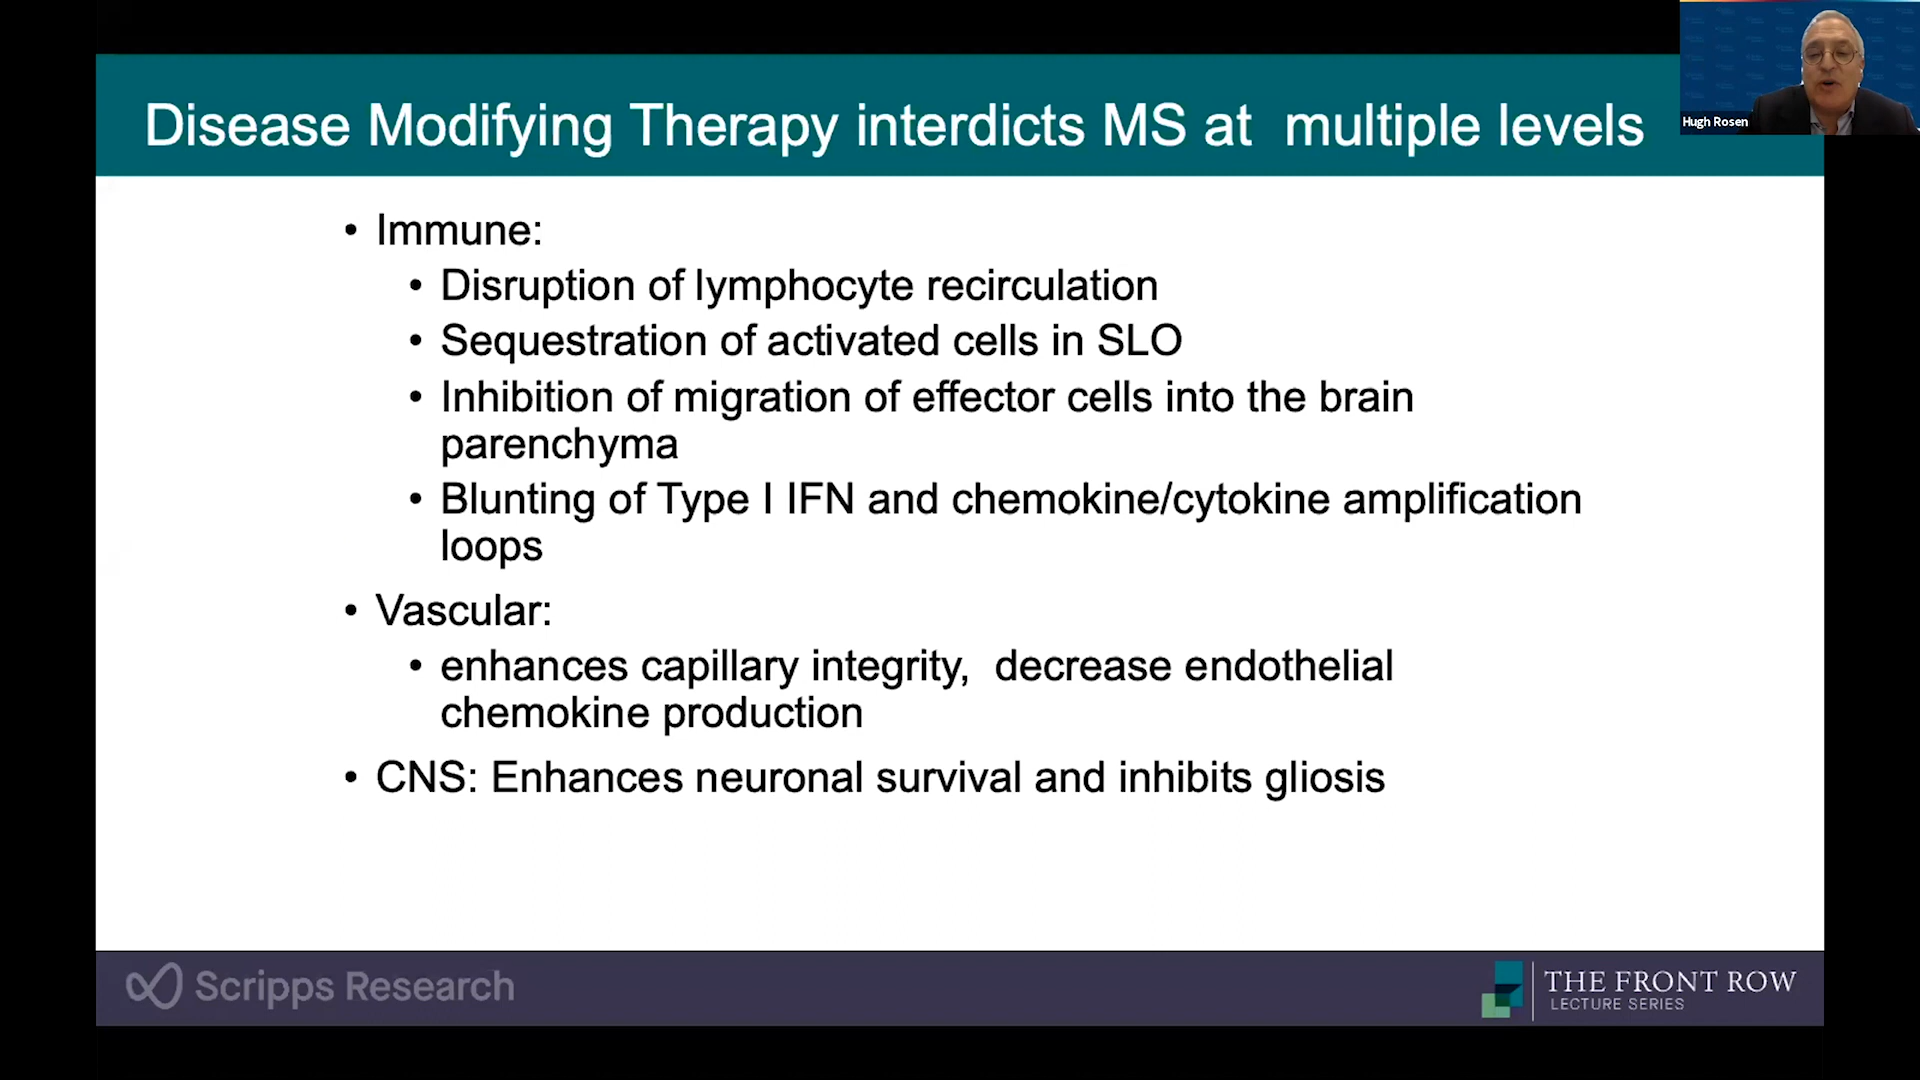 Disease Modifying Therapy interdicts MS at  multiple levels
Hugh Rosen
• Immune:
• Disruption of lymphocyte recirculation
• Sequestration of activated cells in SLO
• Inhibition of migration of effector cells into the brain
parenchyma
• Blunting of Type I IFN and chemokine/cytokine amplification
loops
• Vascular:
• enhances capillary integrity,  decrease endothelial
chemokine production
• CNS: Enhances neuronal survival and inhibits gliosis
Scripps Research
THE FRONT ROW
LECTURE SERIES